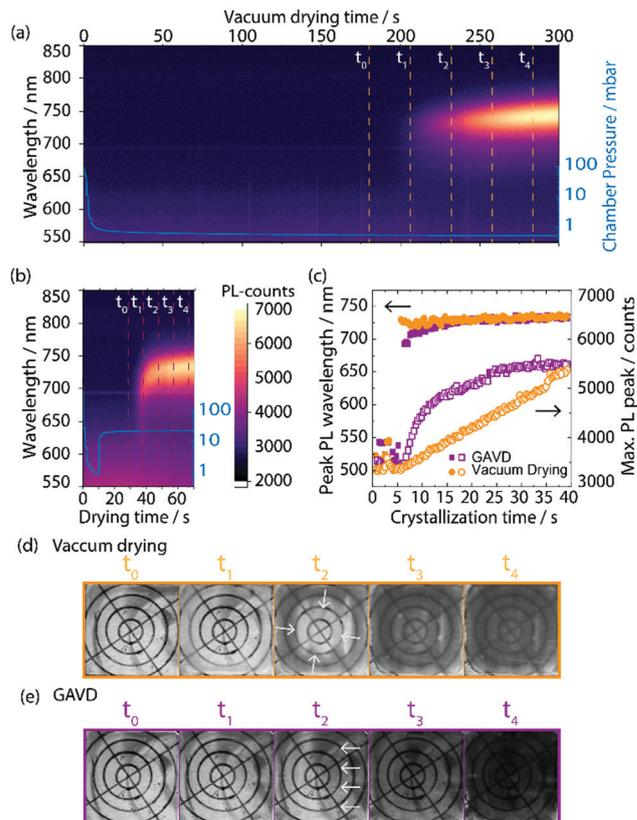 Vacuum drying time / s
(a)
0 50 100 150 200 250 300
t0 t1 t2 t3 t4
850
800
750
700
650
600
550
Wavelength / nm
100
10
1
Chamber Pressure / mbar
(b)
850
800
750
700
650
600
550
Wavelength / nm
t0 t1 t2 t3 t4
100
10
1
0 20 40 60
Drying time / s
PL-counts
7000
6000
5000
4000
3000
2000
(c)
750
700
650
600
550
500
Peak PL wavelength / nm
7000
6000
5000
4000
3000
Max. PL peak / counts
GAVD
Vacuum Drying
0 5 10 15 20 25 30 35 40
Crystallization time / s
(d) Vaccum drying
t0 t1 t2 t3 t4
(e) GAVD
t0 t1 t2 t3 t4